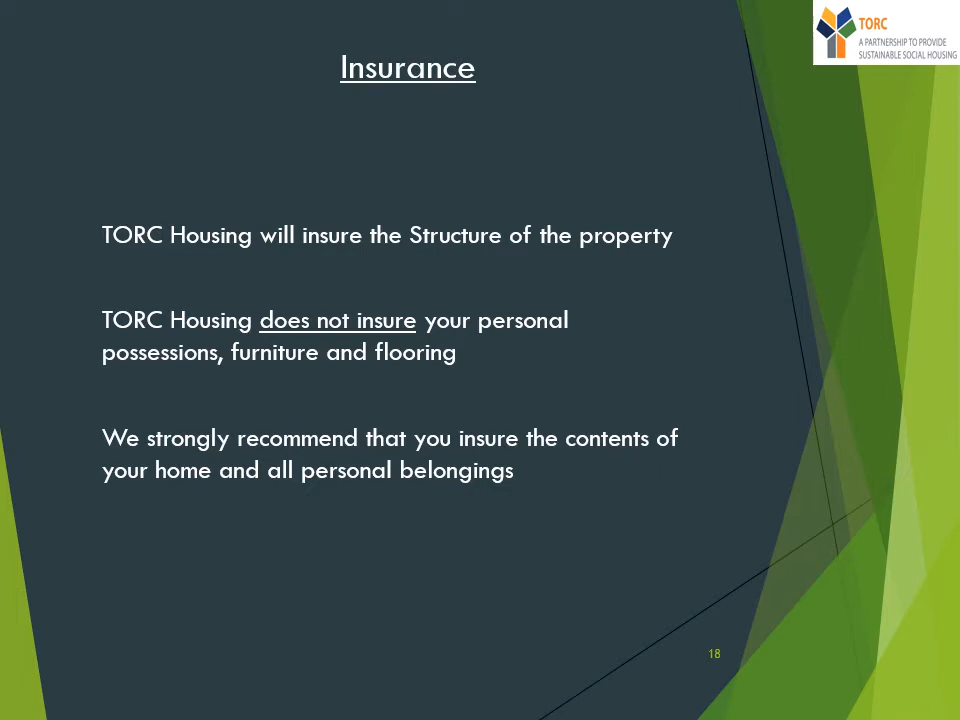 TORC
A PARTNERSHIP TO PROVIDE
SUSTAINABLE SOCIAL HOUSING
Insurance
TORC Housing will insure the Structure of the property
TORC Housing does not insure your personal
possessions, furniture and flooring
We strongly recommend that you insure the contents of
your home and all personal belongings
18